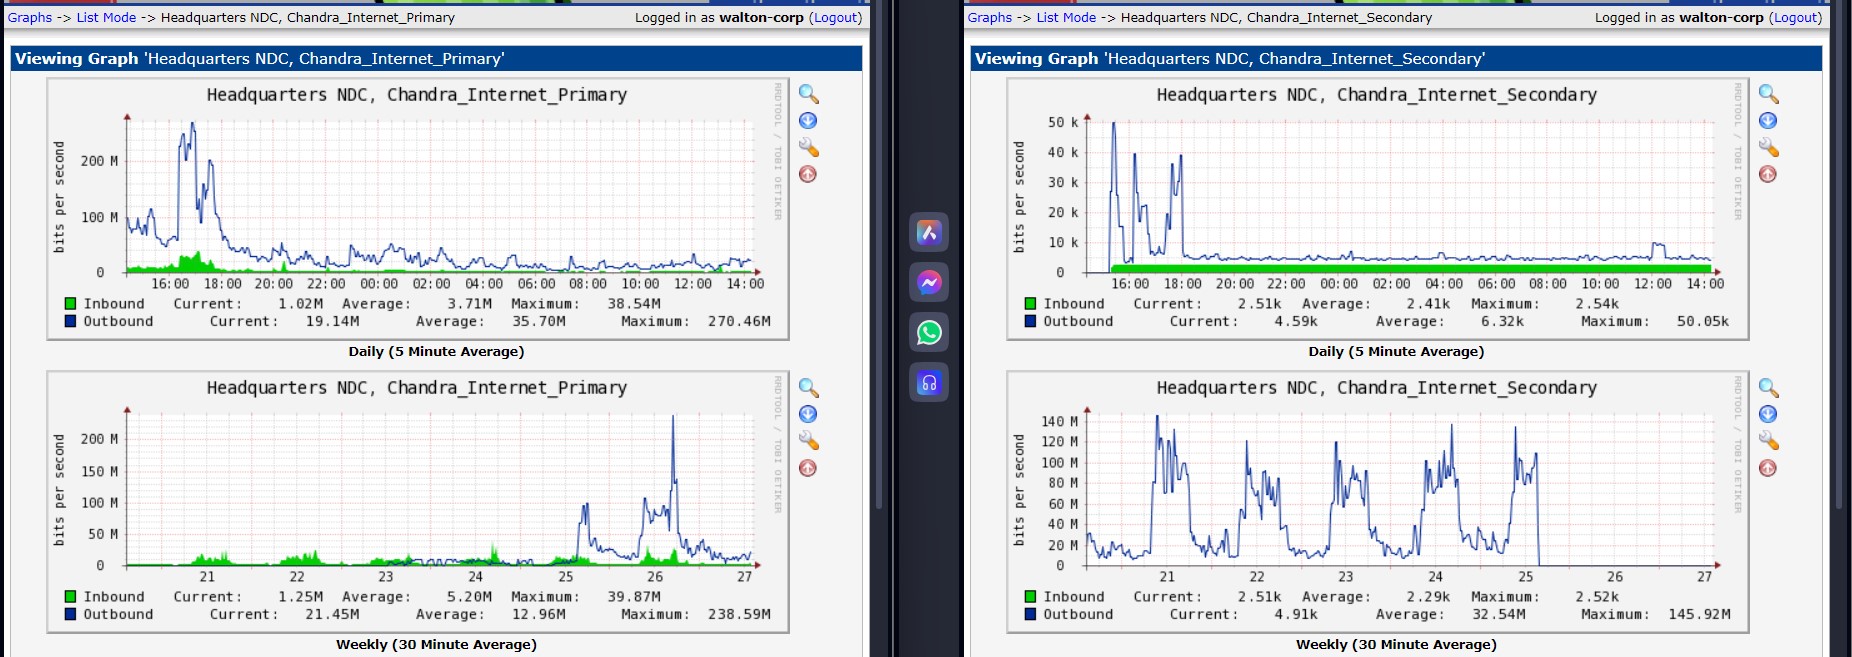 Graphs -> List Mode -> Headquarters NDC, Chandra_Internet_Primary Logged in as walton-corp (Logout)
Viewing Graph 'Headquarters NDC, Chandra_Internet_Primary'
Headquarters NDC, Chandra_Internet_Primary
RRDTOOL / TOBI OETIKER
bits per second
200 M
100 M
0
16:00 18:00 20:00 22:00 00:00 02:00 04:00 06:00 08:00 10:00 12:00 14:00
Inbound Current: 1.02M Average: 3.71M Maximum: 38.54M
Outbound Current: 19.14M Average: 35.70M Maximum: 270.46M
Daily (5 Minute Average)
Headquarters NDC, Chandra_Internet_Primary
RRDTOOL / TOBI OETIKER
bits per second
200 M
150 M
100 M
50 M
0
21 22 23 24 25 26 27
Inbound Current: 1.25M Average: 5.20M Maximum: 39.87M
Outbound Current: 21.45M Average: 12.96M Maximum: 238.59M
Weekly (30 Minute Average)
Graphs -> List Mode -> Headquarters NDC, Chandra_Internet_Secondary Logged in as walton-corp (Logout)
Viewing Graph 'Headquarters NDC, Chandra_Internet_Secondary'
Headquarters NDC, Chandra_Internet_Secondary
RRDTOOL / TOBI OETIKER
bits per second
50 k
40 k
30 k
20 k
10 k
0
16:00 18:00 20:00 22:00 00:00 02:00 04:00 06:00 08:00 10:00 12:00 14:00
Inbound Current: 2.51k Average: 2.41k Maximum: 2.54k
Outbound Current: 4.59k Average: 6.32k Maximum: 50.05k
Daily (5 Minute Average)
Headquarters NDC, Chandra_Internet_Secondary
RRDTOOL / TOBI OETIKER
bits per second
140 M
120 M
100 M
80 M
60 M
40 M
20 M
0
21 22 23 24 25 26 27
Inbound Current: 2.51k Average: 2.29k Maximum: 2.52k
Outbound Current: 4.91k Average: 32.54M Maximum: 145.92M
Weekly (30 Minute Average)